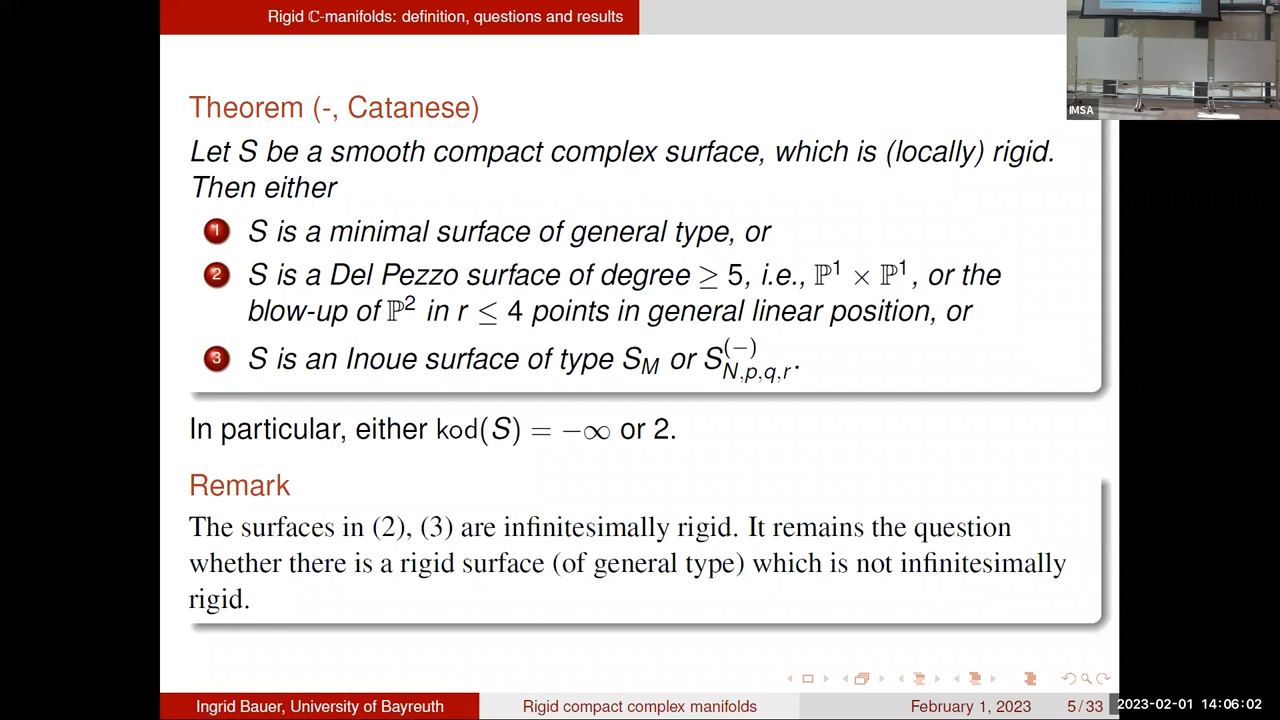 Rigid ℂ-manifolds: definition, questions and results
IMSA
Theorem (-, Catanese)
Let S be a smooth compact complex surface, which is (locally) rigid.
Then either
1 S is a minimal surface of general type, or
2 S is a Del Pezzo surface of degree ≥ 5, i.e., ℙ¹ × ℙ¹, or the
blow-up of ℙ² in r ≤ 4 points in general linear position, or
3 S is an Inoue surface of type S_M or S^{(−)}_{N,p,q,r}.
In particular, either kod(S) = −∞ or 2.
Remark
The surfaces in (2), (3) are infinitesimally rigid. It remains the question
whether there is a rigid surface (of general type) which is not infinitesimally
rigid.
Ingrid Bauer, University of Bayreuth
Rigid compact complex manifolds
February 1, 2023
5 / 33
2023-02-01 14:06:02